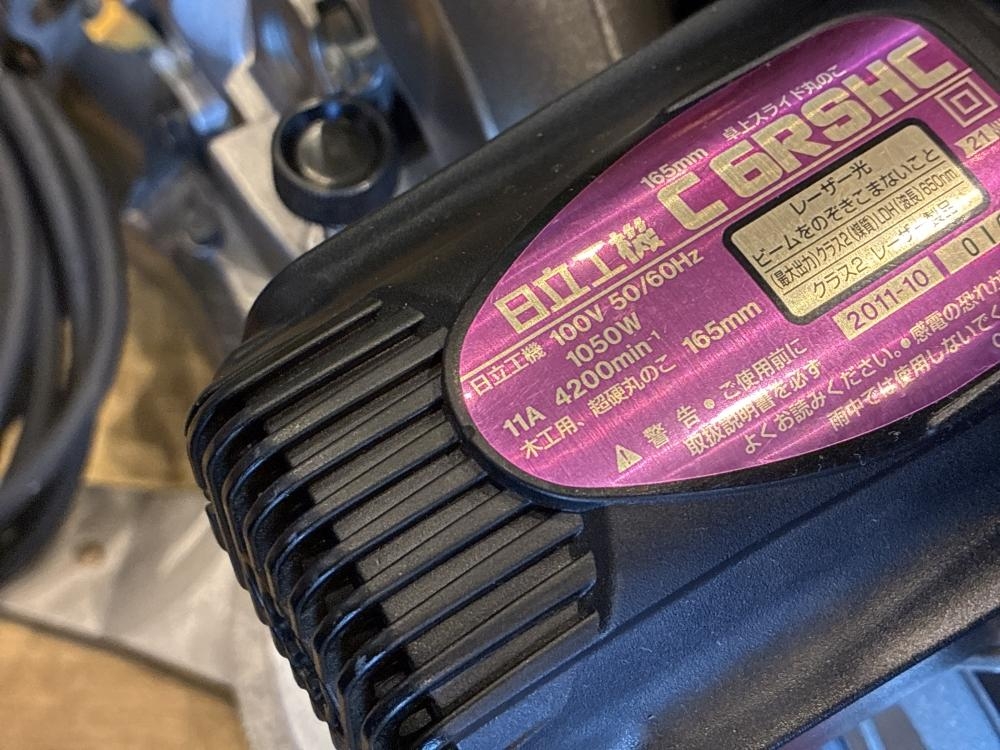 卓上スライド丸のこ
165mm
日立工機 C 6RSHC
レーザー光
ビームをのぞきこまないこと
(最大出力)クラス2(媒質)LDH(波長)650nm
クラス2 レーザ製品
日立工機 100V 50/60Hz
1050W
11A 4200min-1
木工用、超硬丸のこ 165mm
2011-10
警告 • ご使用前に
取扱説明書を必ず
よくお読みください。• 感電の恐れ
雨中では使用しないで